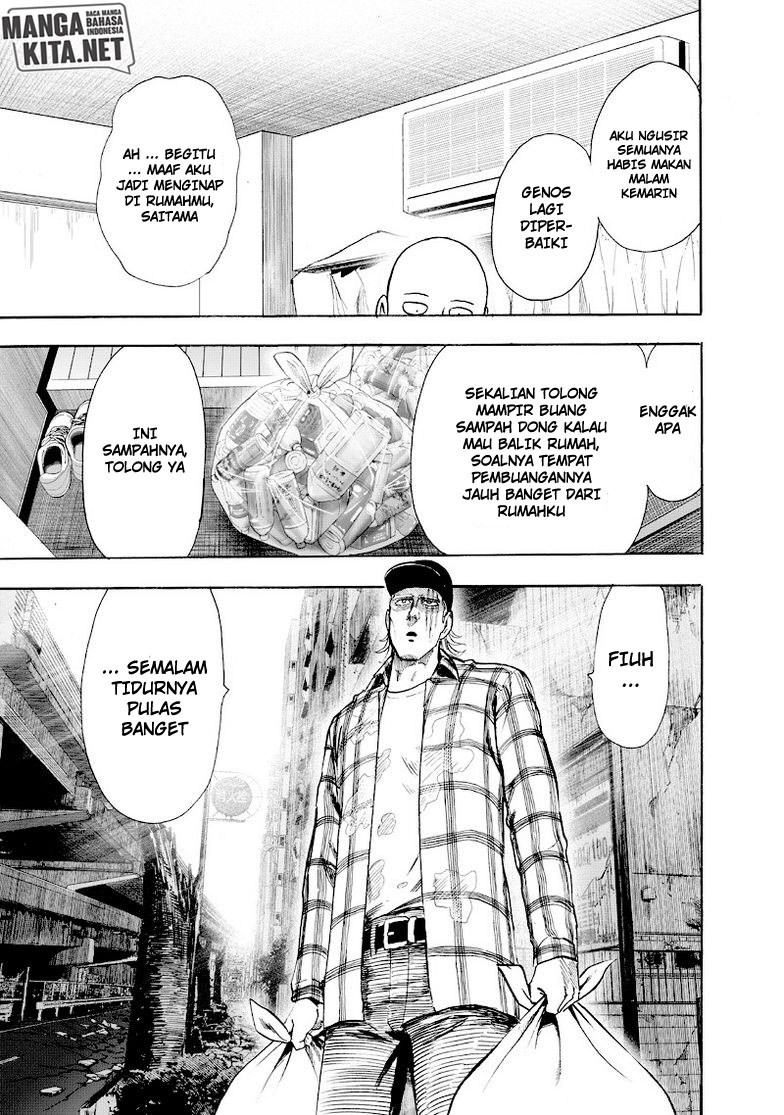 MANGA
KITA.NET
BACA MANGA
BAHASA
INDONESIA
AKU NGUSIR
SEMUANYA
HABIS MAKAN
MALAM
KEMARIN
GENOS
LAGI
DIPER-
BAIKI
AH ... BEGITU
... MAAF AKU
JADI MENGINAP
DI RUMAHMU,
SAITAMA
ENGGAK
APA
SEKALIAN TOLONG
MAMPIR BUANG
SAMPAH DONG KALAU
MAU BALIK RUMAH,
SOALNYA TEMPAT
PEMBUANGANNYA
JAUH BANGET DARI
RUMAHKU
INI
SAMPAHNYA,
TOLONG YA
FIUH
...
... SEMALAM
TIDURNYA
PULAS
BANGET